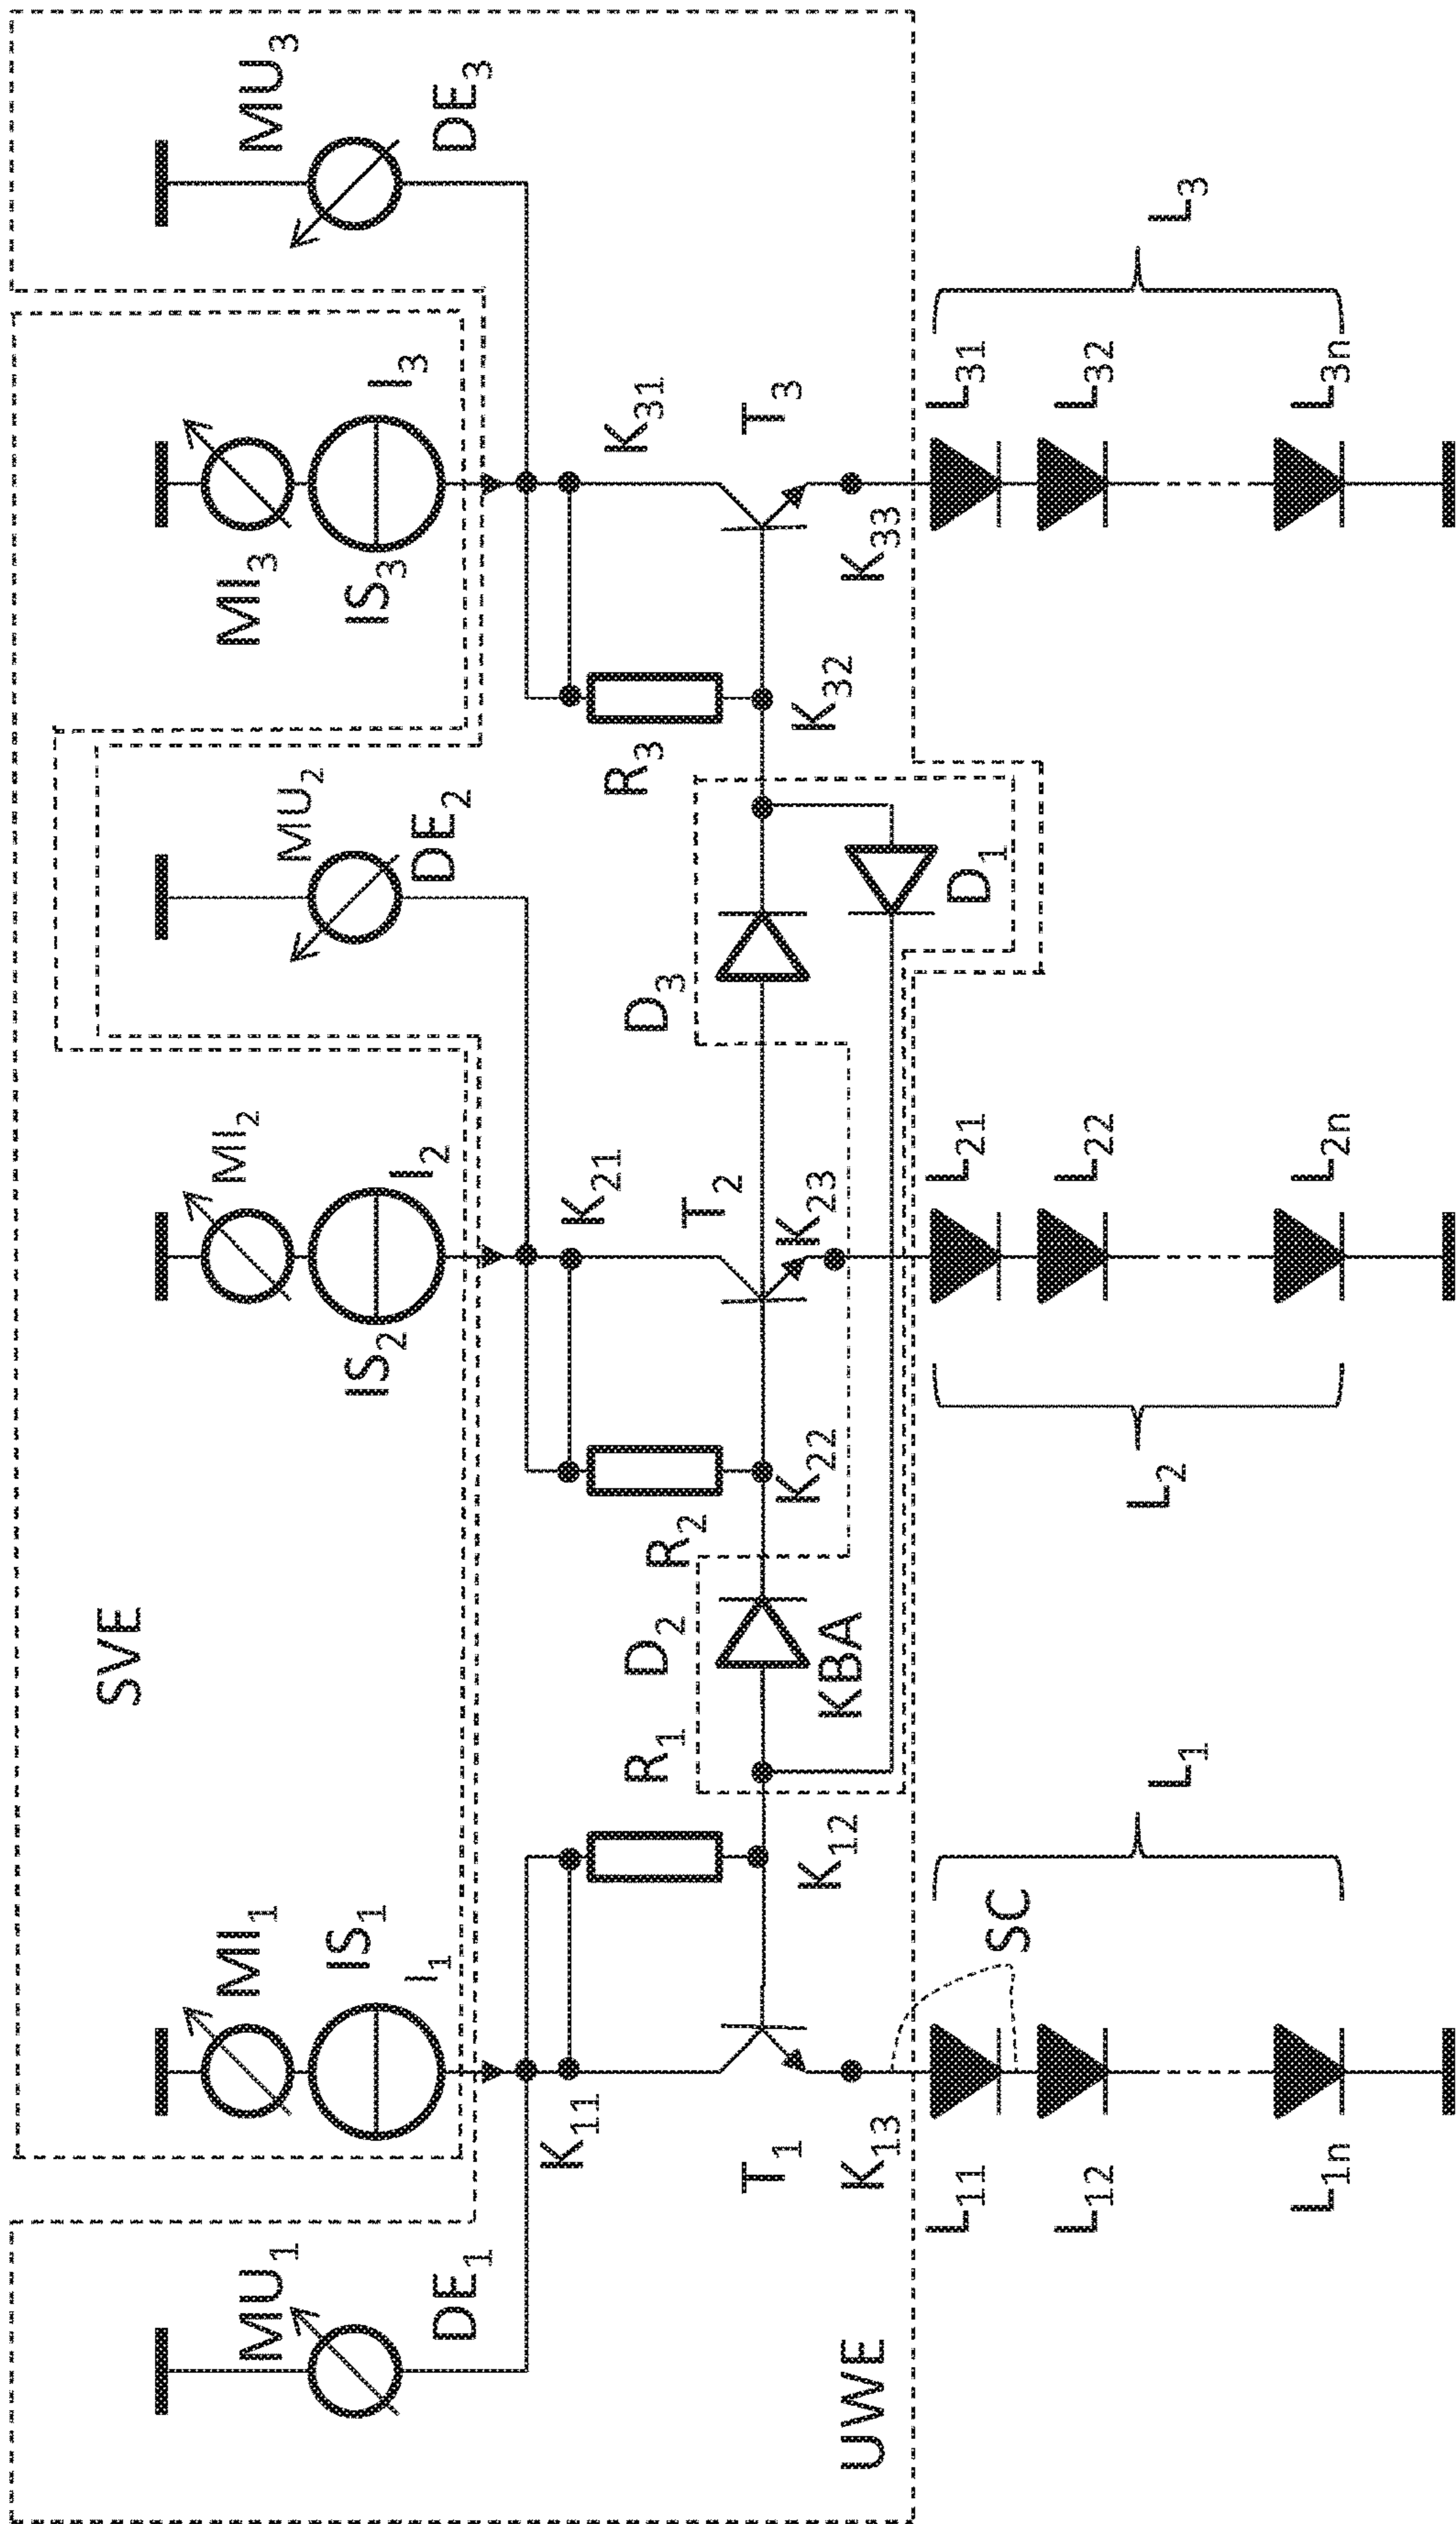 SVE
MU₁
DE₁
MI₁
IS₁
I₁
MI₂
IS₂
I₂
MU₂
DE₂
MI₃
IS₃
I₃
MU₃
DE₃
K₁₁
R₁
K₁₂
T₁
K₁₃
D₂
KBA
R₂
K₂₁
K₂₂
T₂
K₂₃
D₃
D₁
R₃
K₃₁
K₃₂
T₃
K₃₃
UWE
SC
L₁₁
L₁₂
L₁ₙ
L₁
L₂₁
L₂₂
L₂ₙ
L₂
L₃₁
L₃₂
L₃ₙ
L₃